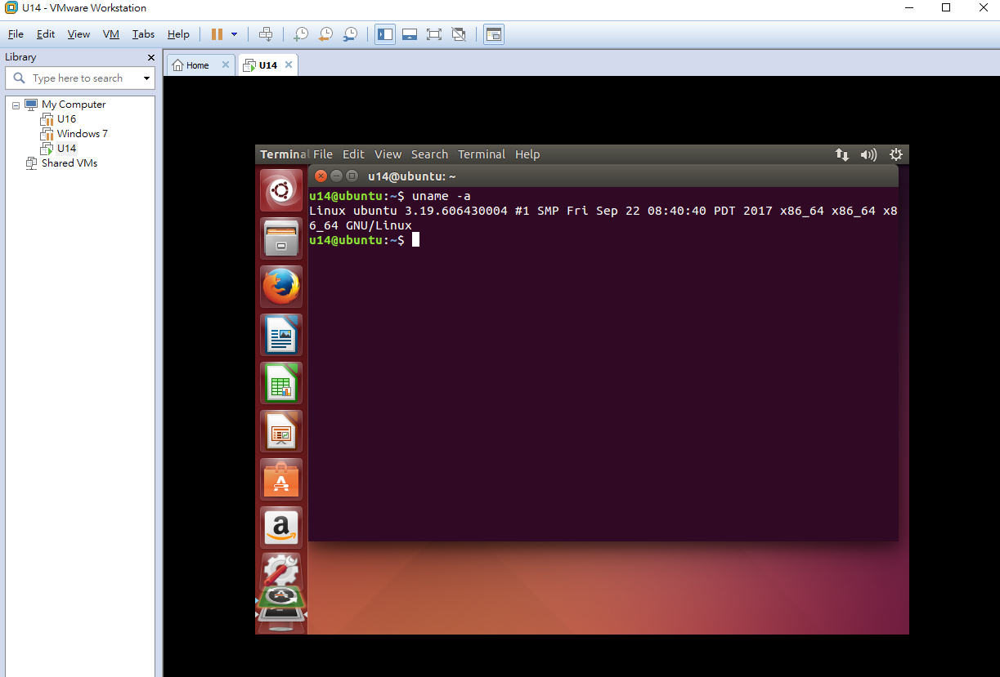 U14 - VMware Workstation
File Edit View VM Tabs Help
Library
Type here to search
Home
U14
My Computer
U16
Windows 7
U14
Shared VMs
Terminal File Edit View Search Terminal Help
u14@ubuntu: ~
u14@ubuntu:~$ uname -a
Linux ubuntu 3.19.606430004 #1 SMP Fri Sep 22 08:40:40 PDT 2017 x86_64 x86_64 x8
6_64 GNU/Linux
u14@ubuntu:~$